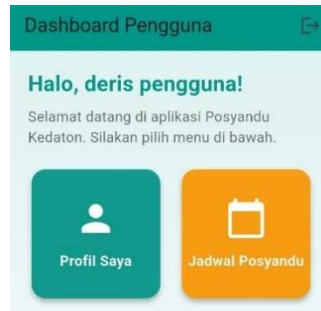 Dashboard Pengguna
Halo, deris pengguna!
Selamat datang di aplikasi Posyandu
Kedaton. Silakan pilih menu di bawah.
Profil Saya
Jadwal Posyandu